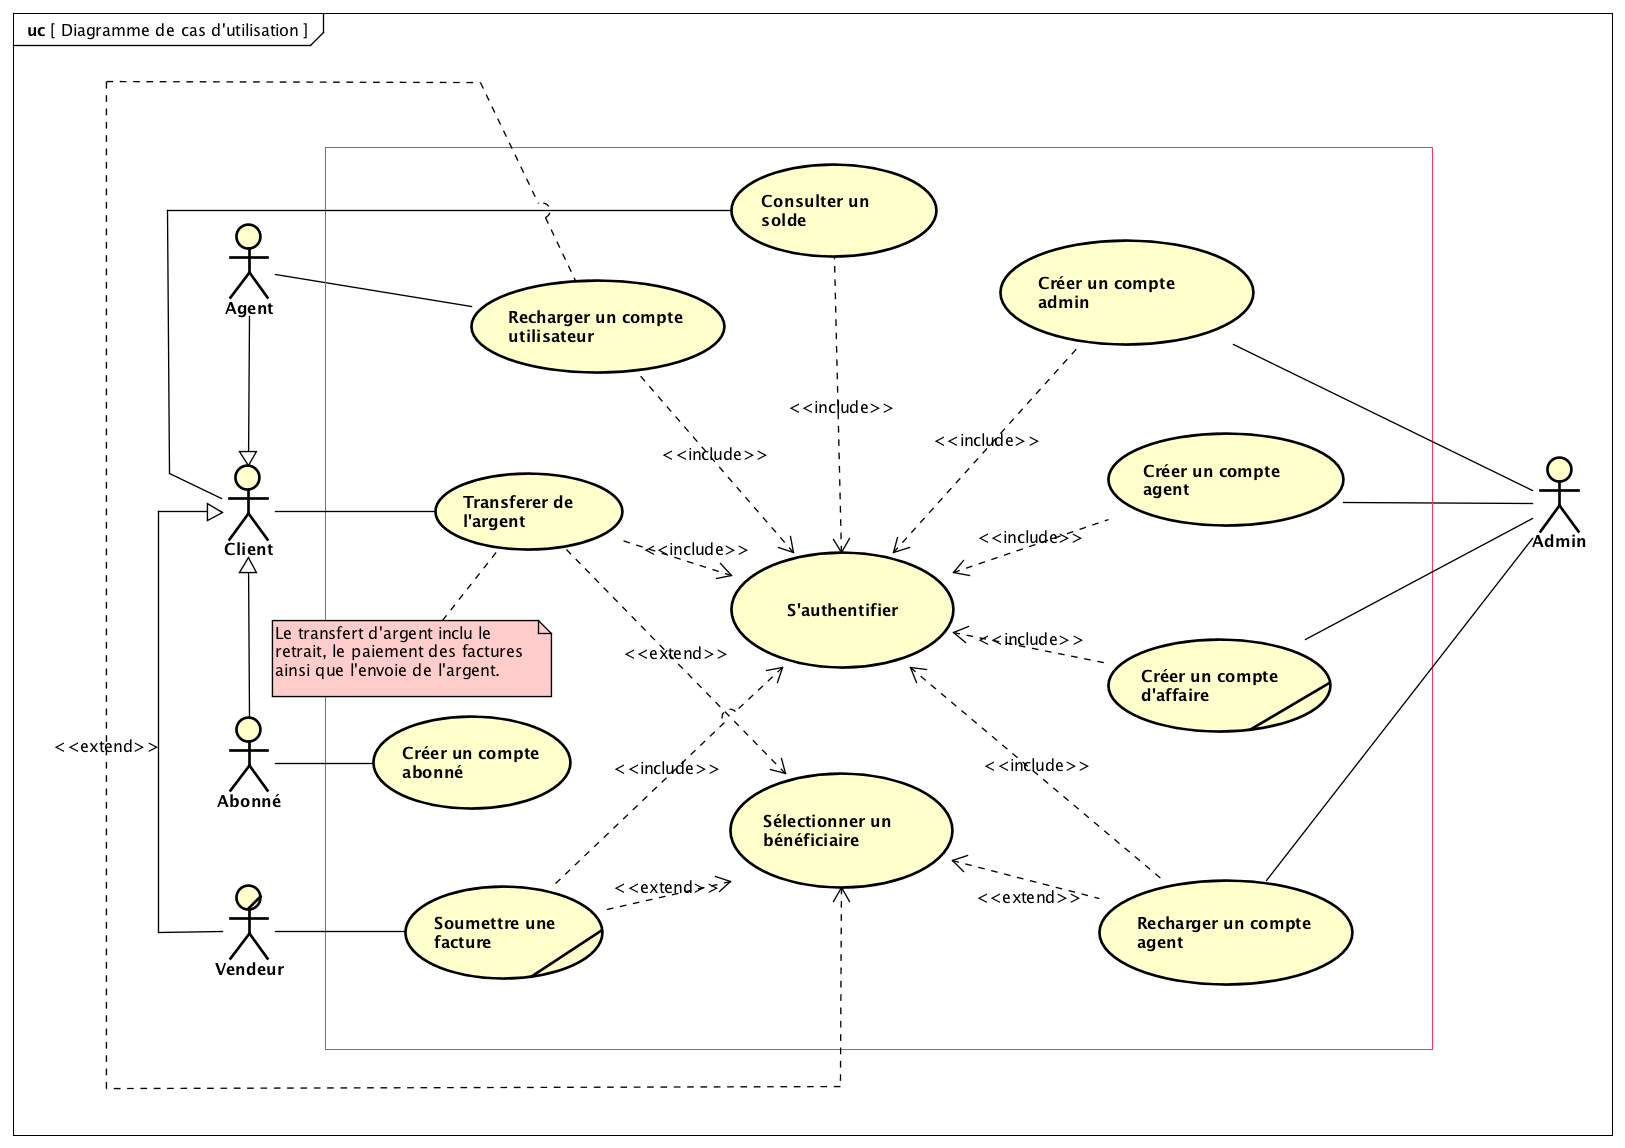 uc [ Diagramme de cas d'utilisation ]
Consulter un
solde
Agent
Recharger un compte
utilisateur
Créer un compte
admin
<<include>>
<<include>>
<<include>>
Créer un compte
agent
Transferer de
l'argent
Client
Admin
<<include>>
<<include>>
S'authentifier
Le transfert d'argent inclu le
retrait, le paiement des factures
ainsi que l'envoie de l'argent.
<<extend>>
<<include>>
Créer un compte
d'affaire
<<extend>>
Créer un compte
abonné
Abonné
<<include>>
<<include>>
Sélectionner un
bénéficiaire
<<extend>>
<<extend>>
Soumettre une
facture
Recharger un compte
agent
Vendeur